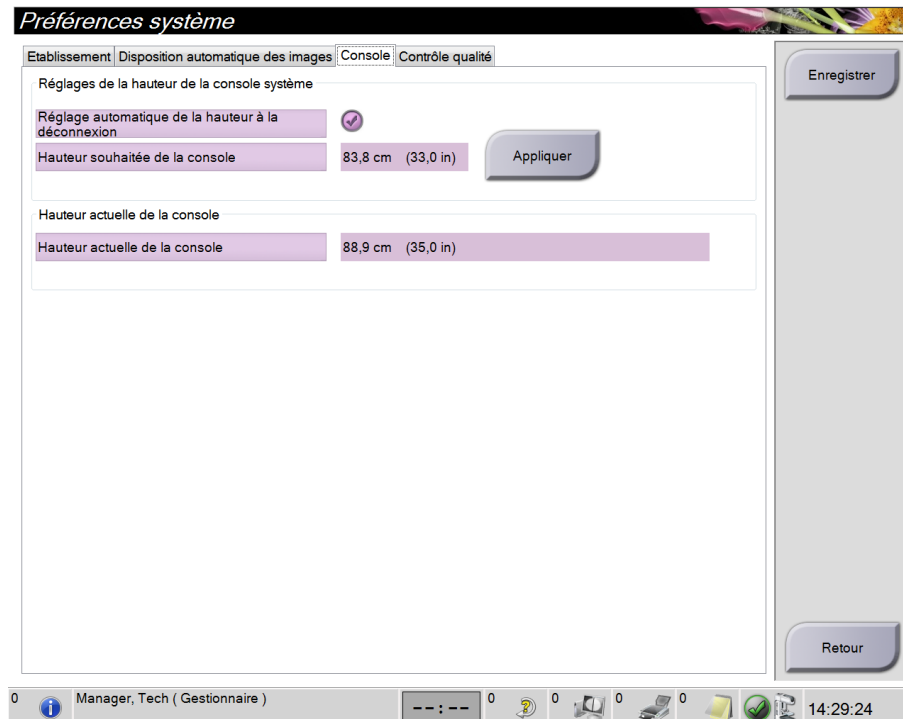 Préférences système
Etablissement Disposition automatique des images Console Contrôle qualité
Enregistrer
Réglages de la hauteur de la console système
Réglage automatique de la hauteur à la
déconnexion
Hauteur souhaitée de la console 83,8 cm (33,0 in) Appliquer
Hauteur actuelle de la console
Hauteur actuelle de la console 88,9 cm (35,0 in)
Retour
0 Manager, Tech ( Gestionnaire ) --:-- 0 0 0 0 14:29:24